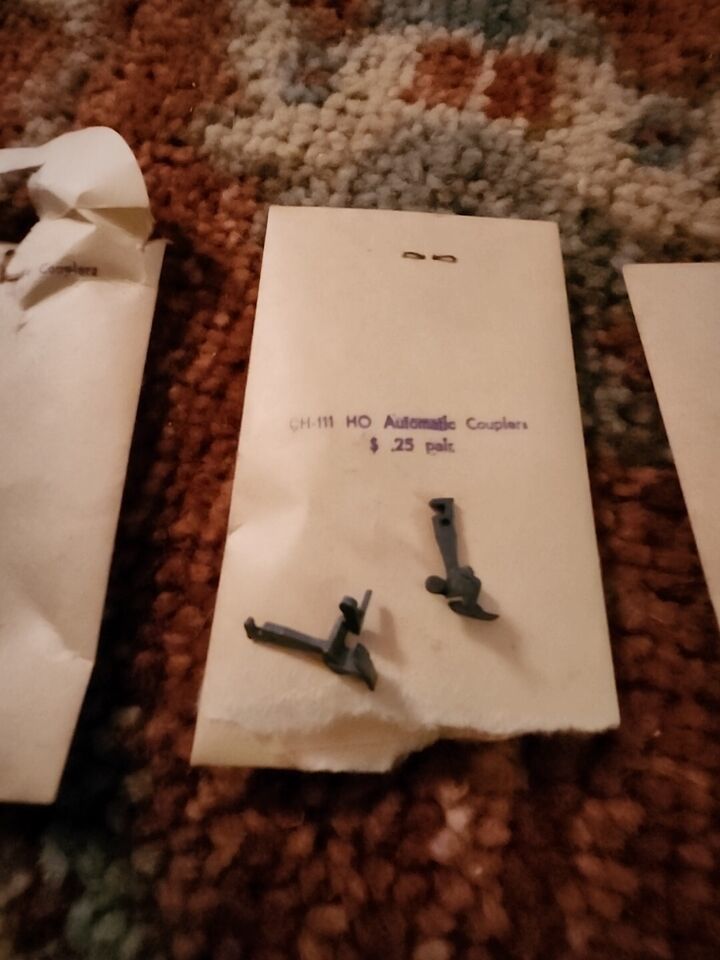 Couplers
CH-111 HO Automatic Couplers
$ .25 pair.